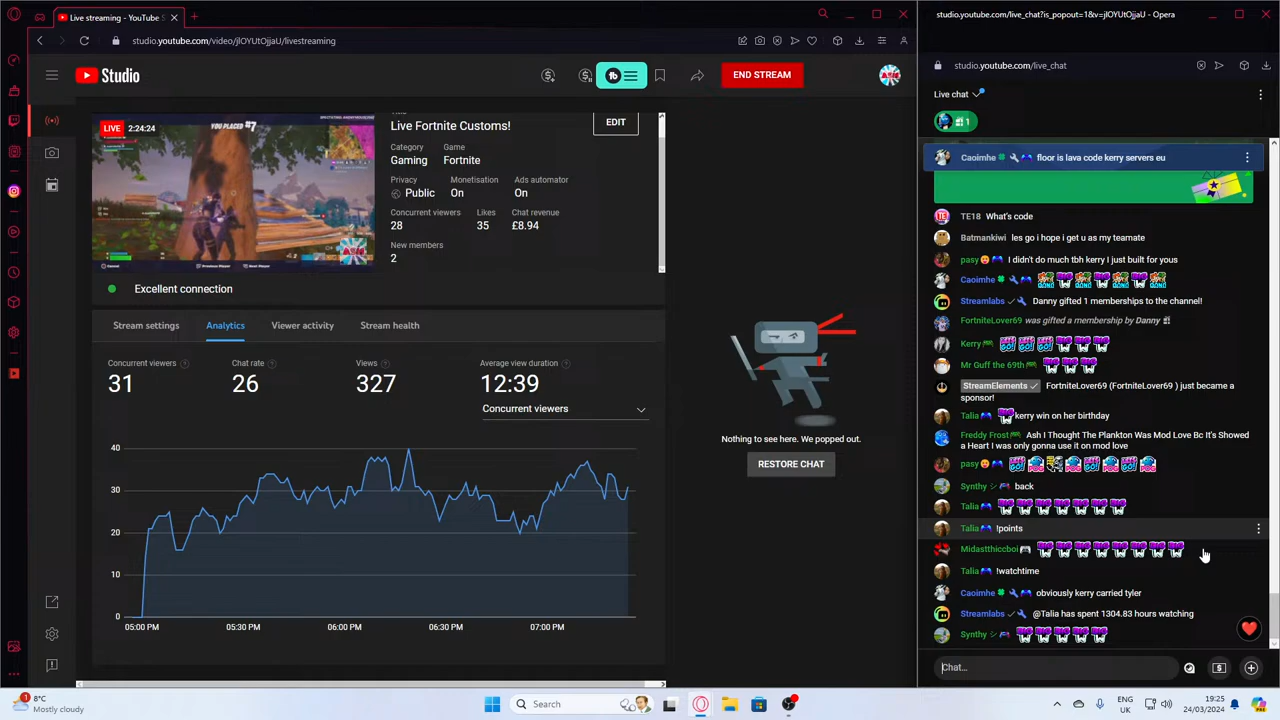 Live streaming - YouTube S
studio.youtube.com/live_chat?is_popout=1&v=jlOYUtOjjaU - Opera
studio.youtube.com/video/jlOYUtOjjaU/livestreaming
studio.youtube.com/live_chat
Studio
END STREAM
Live chat
1
LIVE 2:24:24
YOU PLACED #7
Live Fortnite Customs!
EDIT
Category
Game
Gaming
Fortnite
Privacy
Monetisation
Ads automator
Public
On
On
Concurrent viewers
Likes
Chat revenue
28
35
£8.94
New members
2
Excellent connection
Stream settings
Analytics
Viewer activity
Stream health
Concurrent viewers
Chat rate
Views
Average view duration
31
26
327
12:39
Concurrent viewers
40
30
20
10
0
05:00 PM
05:30 PM
06:00 PM
06:30 PM
07:00 PM
Nothing to see here. We popped out.
RESTORE CHAT
Caoimhe floor is lava code kerry servers eu
TE18 What's code
Batmankiwi les go i hope i get u as my teamate
pasy I didn't do much tbh kerry I just built for yous
Caoimhe
Streamlabs Danny gifted 1 memberships to the channel!
FortniteLover69 was gifted a membership by Danny
Kerry
Mr Guff the 69th
StreamElements FortniteLover69 (FortniteLover69 ) just became a
sponsor!
Talia kerry win on her birthday
Freddy Frost Ash I Thought The Plankton Was Mod Love Bc It's Showed
a Heart I was only gonna use it on mod love
pasy
Synthy back
Talia
Talia !points
Midastthiccboi
Talia !watchtime
Caoimhe obviously kerry carried tyler
Streamlabs @Talia has spent 1304.83 hours watching
Synthy
Chat...
1
8°C
Mostly cloudy
Search
ENG
UK
19:25
24/03/2024